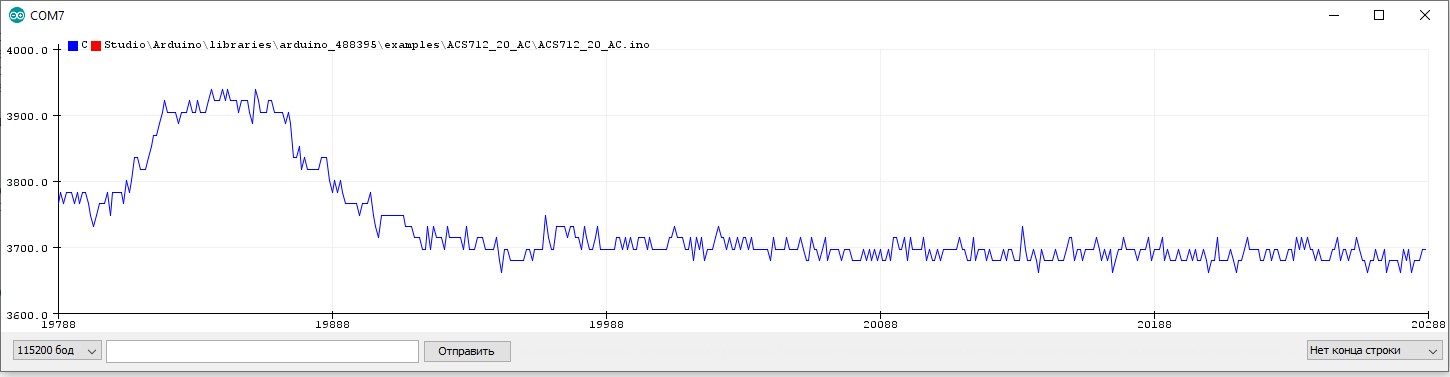 COM7
C Studio\Arduino\libraries\arduino_488395\examples\ACS712_20_AC\ACS712_20_AC.ino
4000.0
3900.0
3800.0
3700.0
3600.0
19788 19888 19988 20088 20188 20288
115200 бод Отправить Нет конца строки